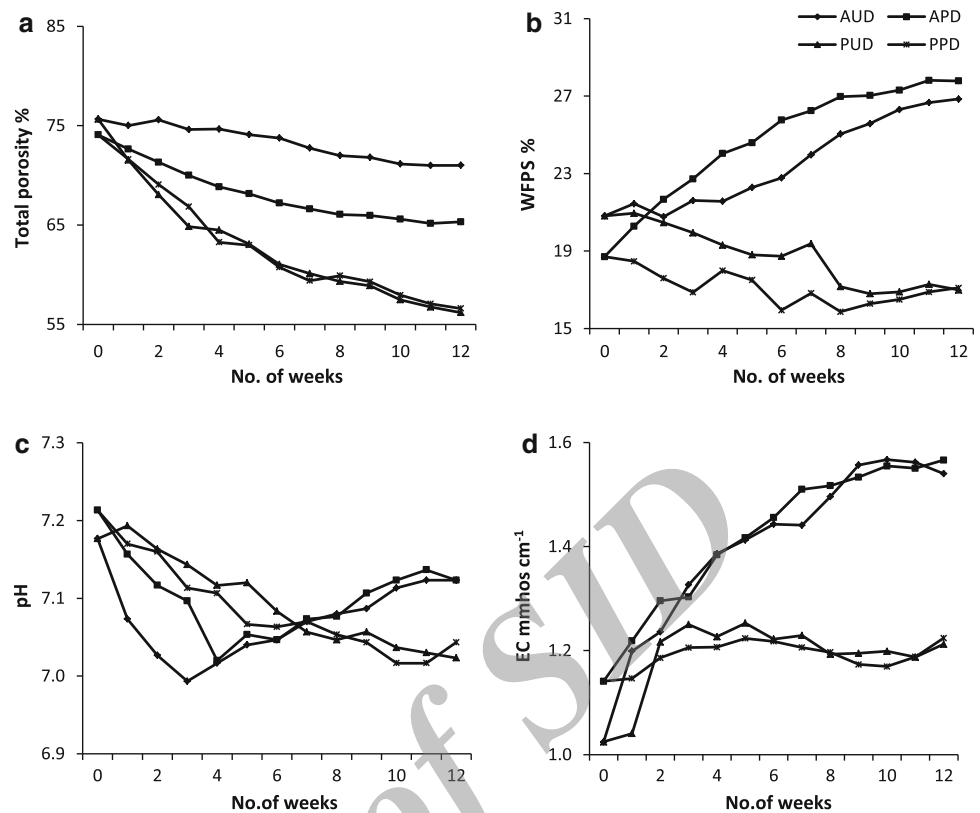 a
85
75
65
55
Total porosity %
0 2 4 6 8 10 12
No. of weeks
b
AUD APD
PUD PPD
31
27
23
19
15
WFPS %
0 2 4 6 8 10 12
No. of weeks
c
7.3
7.2
7.1
7.0
6.9
pH
0 2 4 6 8 10 12
No.of weeks
d
1.6
1.4
1.2
1.0
EC mmhos cm-1
0 2 4 6 8 10 12
No.of weeks
of SID